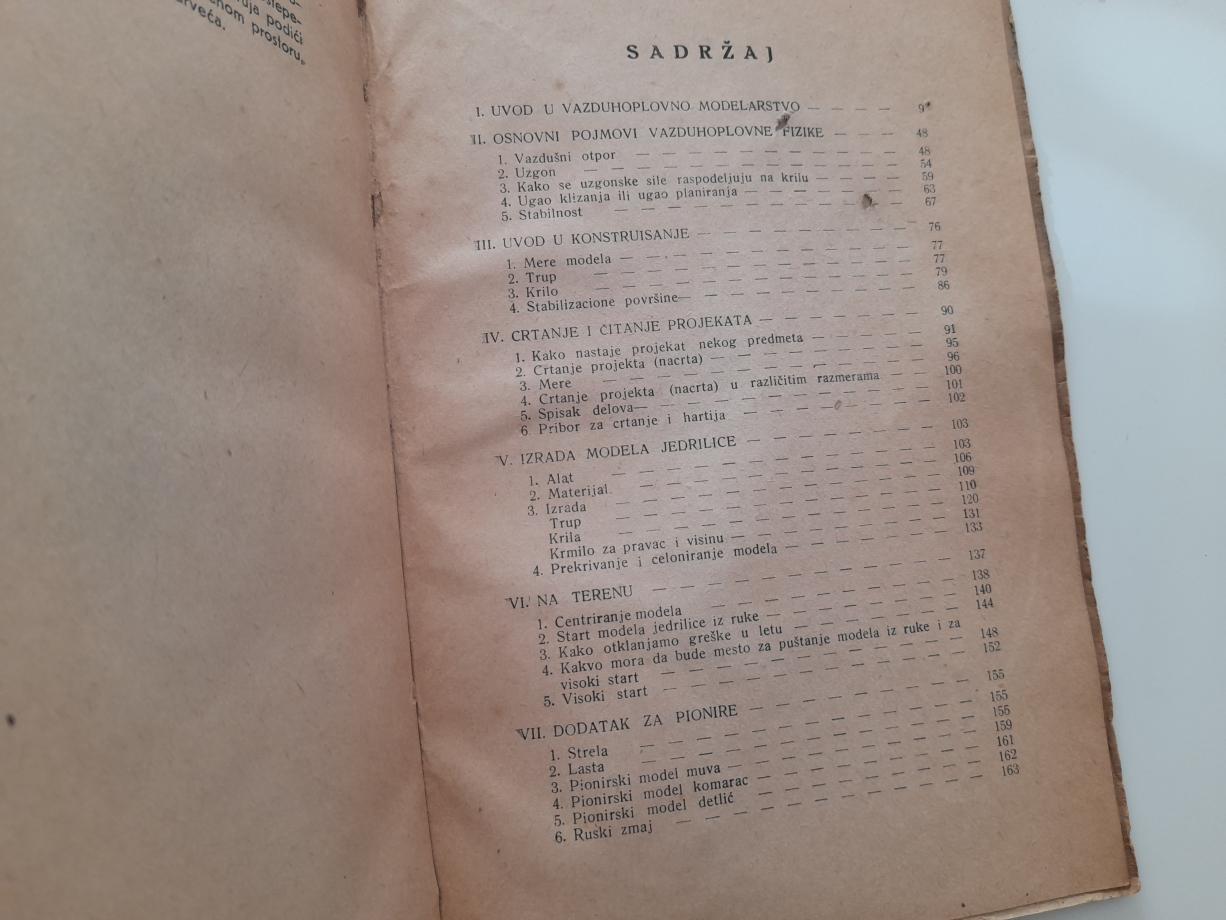 stepe-
uja podići
enom prostoru,
arveća.
SADRŽAJ
I. UVOD U VAZDUHOPLOVNO MODELARSTVO — — — — 9
II. OSNOVNI POJMOVI VAZDUHOPLOVNE FIZIKE — — — 48
1. Vazdušni otpor — — — — — — — — — — 48
2. Uzgon — — — — — — — — — — — — 54
3. Kako se uzgonske sile raspodeljuju na krilu — — — — 59
4. Ugao klizanja ili ugao planiranja — — — — — — 63
5. Stabilnost — — — — — — — — — — — 67
III. UVOD U KONSTRUISANJE — — — — — — — — 76
1. Mere modela — — — — — — — — — — 77
2. Trup — — — — — — — — — — — — 77
3. Krilo — — — — — — — — — — — — 79
4. Stabilizacione površine— — — — — — — — — 86
IV. CRTANJE I ČITANJE PROJEKATA — — — — — — 90
1. Kako nastaje projekat nekog predmeta — — — — — 91
2. Crtanje projekta (nacrta) — — — — — — — — 95
3. Mere — — — — — — — — — — — — 96
4. Crtanje projekta (nacrta) u različitim razmerama — — 100
5. Spisak delova— — — — — — — — — — 101
6. Pribor za crtanje i hartija — — — — — — — 102
V. IZRADA MODELA JEDRILICE — — — — — — — 103
1. Alat — — — — — — — — — — — — 103
2. Materijal — — — — — — — — — — — 106
3. Izrada — — — — — — — — — — — 109
Trup — — — — — — — — — — — — 110
Krila — — — — — — — — — — — — 120
Krmilo za pravac i visinu — — — — — — — — 131
4. Prekrivanje i celoniranje modela — — — — — — 133
VI. NA TERENU — — — — — — — — — — — 137
1. Centriranje modela — — — — — — — — — 138
2. Start modela jedrilice iz ruke — — — — — — — 140
3. Kako otklanjamo greške u letu — — — — — — 144
4. Kakvo mora da bude mesto za puštanje modela iz ruke i za
visoki start — — — — — — — — — — 148
5. Visoki start — — — — — — — — — — 152
VII. DODATAK ZA PIONIRE — — — — — — — — 155
1. Strela — — — — — — — — — — — 155
2. Lasta — — — — — — — — — — — 155
3. Pionirski model muva — — — — — — — — 159
4. Pionirski model komarac — — — — — — — 161
5. Pionirski model detlić — — — — — — — — 162
6. Ruski zmaj — — — — — — — — — — 163